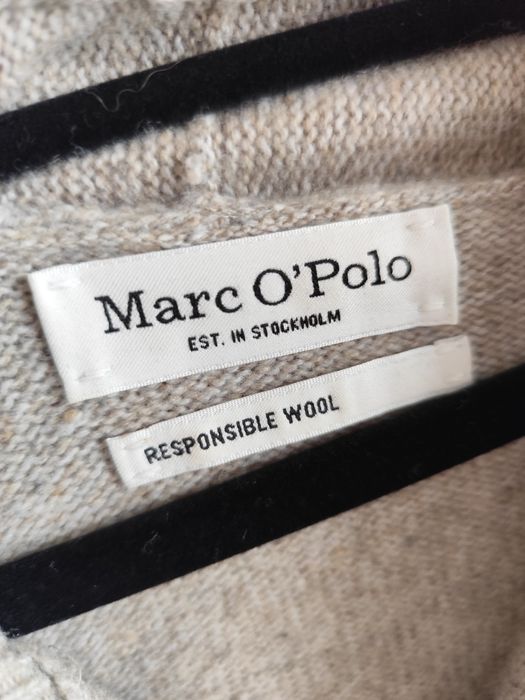 Marc O'Polo
EST. IN STOCKHOLM
RESPONSIBLE WOOL